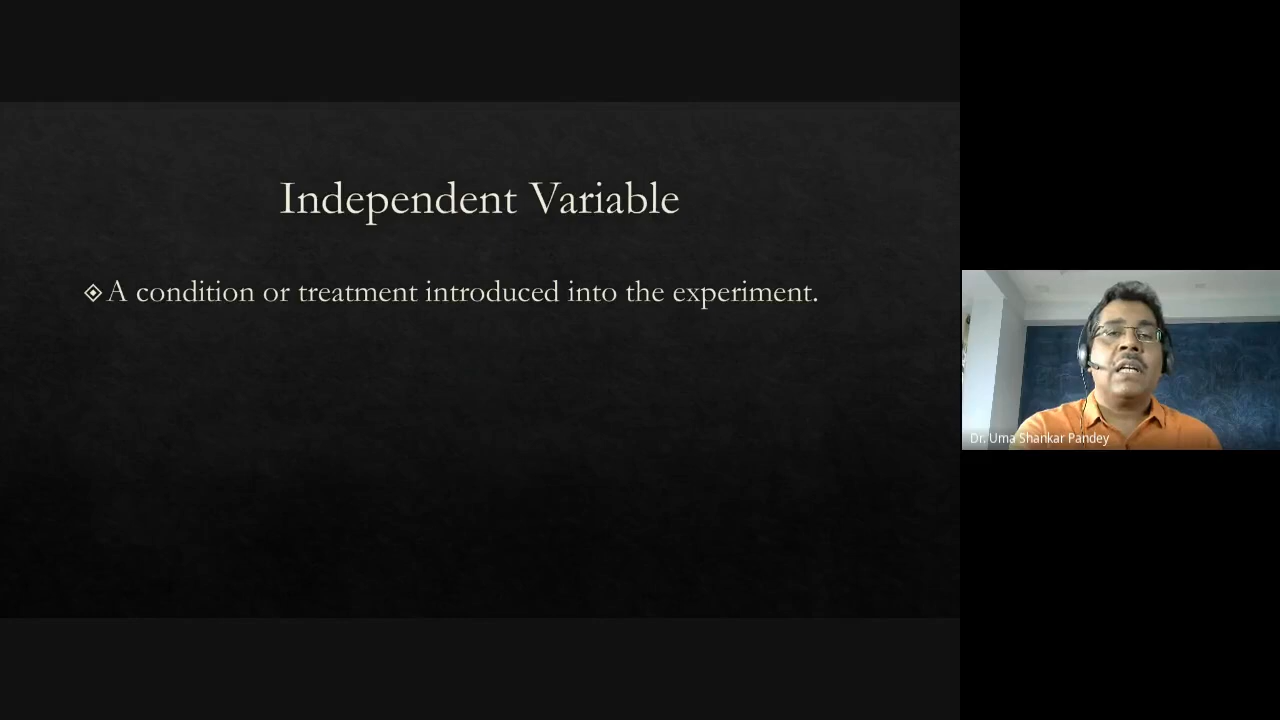 Independent Variable
A condition or treatment introduced into the experiment.
Dr. Uma Shankar Pandey